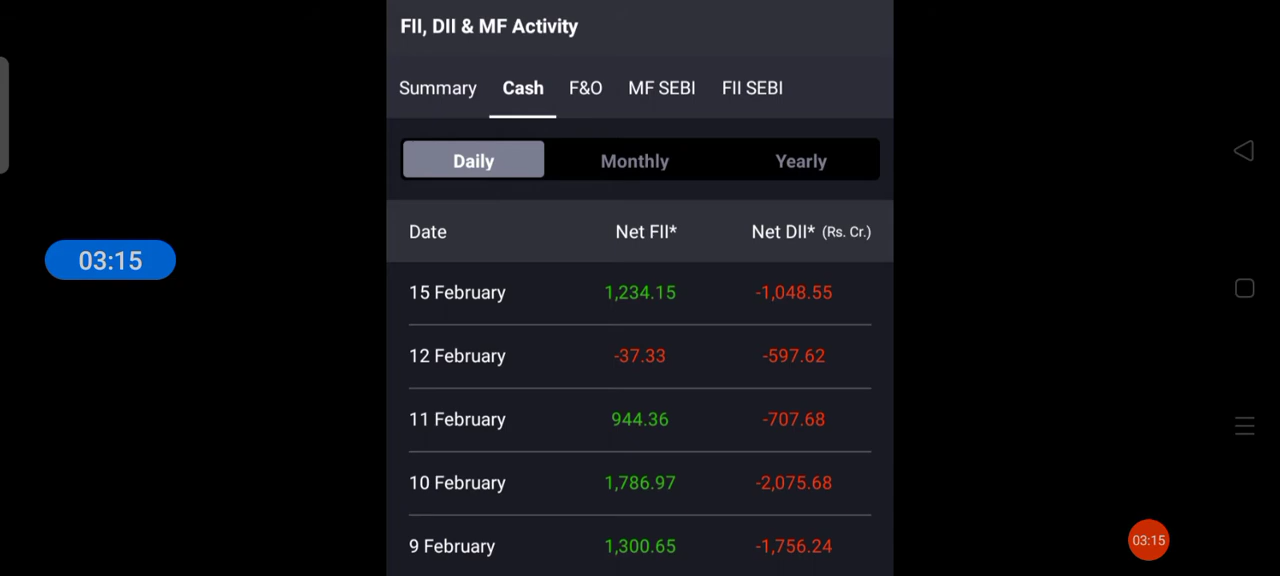 FII, DII & MF Activity
Summary Cash F&O MF SEBI FII SEBI
Daily Monthly Yearly
Date Net FII* Net DII* (Rs. Cr.)
03:15
15 February 1,234.15 -1,048.55
12 February -37.33 -597.62
11 February 944.36 -707.68
10 February 1,786.97 -2,075.68
9 February 1,300.65 -1,756.24
03:15